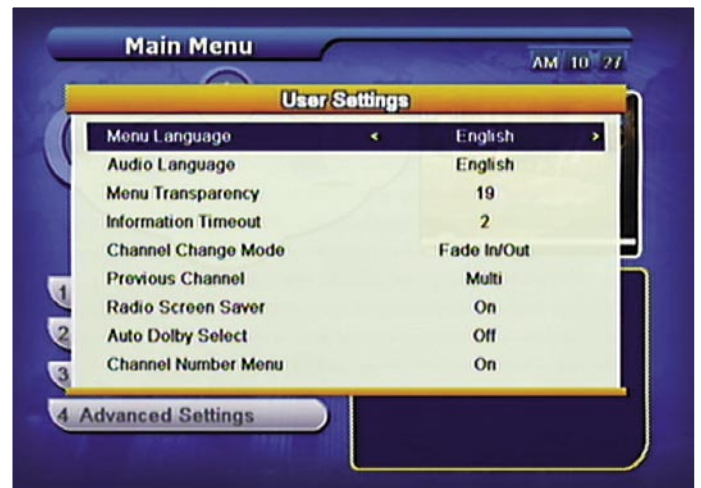 Main Menu
AM 10 27
User Settings
Menu Language < English >
Audio Language English
Menu Transparency 19
Information Timeout 2
Channel Change Mode Fade In/Out
Previous Channel Multi
Radio Screen Saver On
Auto Dolby Select Off
Channel Number Menu On
1
2
3
4 Advanced Settings